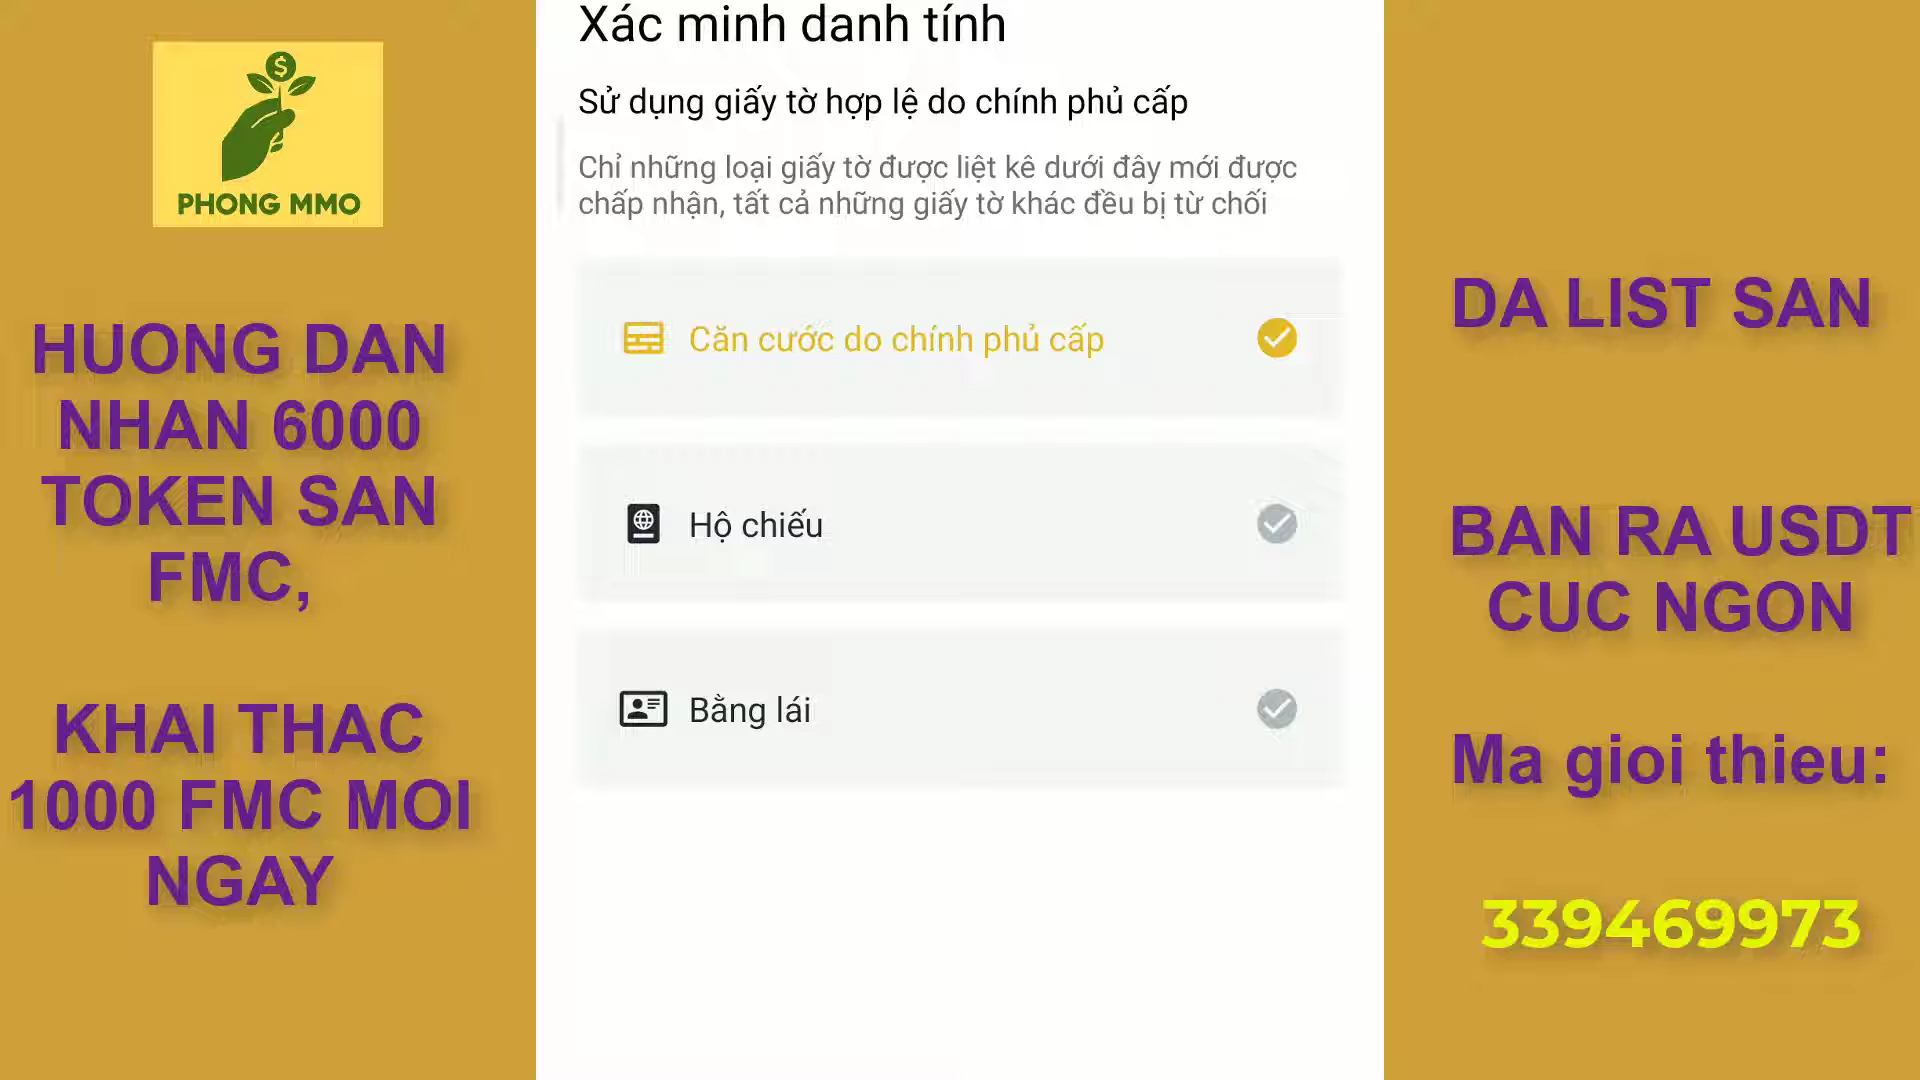 PHONG MMO
HUONG DAN
NHAN 6000
TOKEN SAN
FMC,
KHAI THAC
1000 FMC MOI
NGAY
Xác minh danh tính
Sử dụng giấy tờ hợp lệ do chính phủ cấp
Chỉ những loại giấy tờ được liệt kê dưới đây mới được
chấp nhận, tất cả những giấy tờ khác đều bị từ chối
Căn cước do chính phủ cấp
Hộ chiếu
Bằng lái
DA LIST SAN
BAN RA USDT
CUC NGON
Ma gioi thieu:
339469973